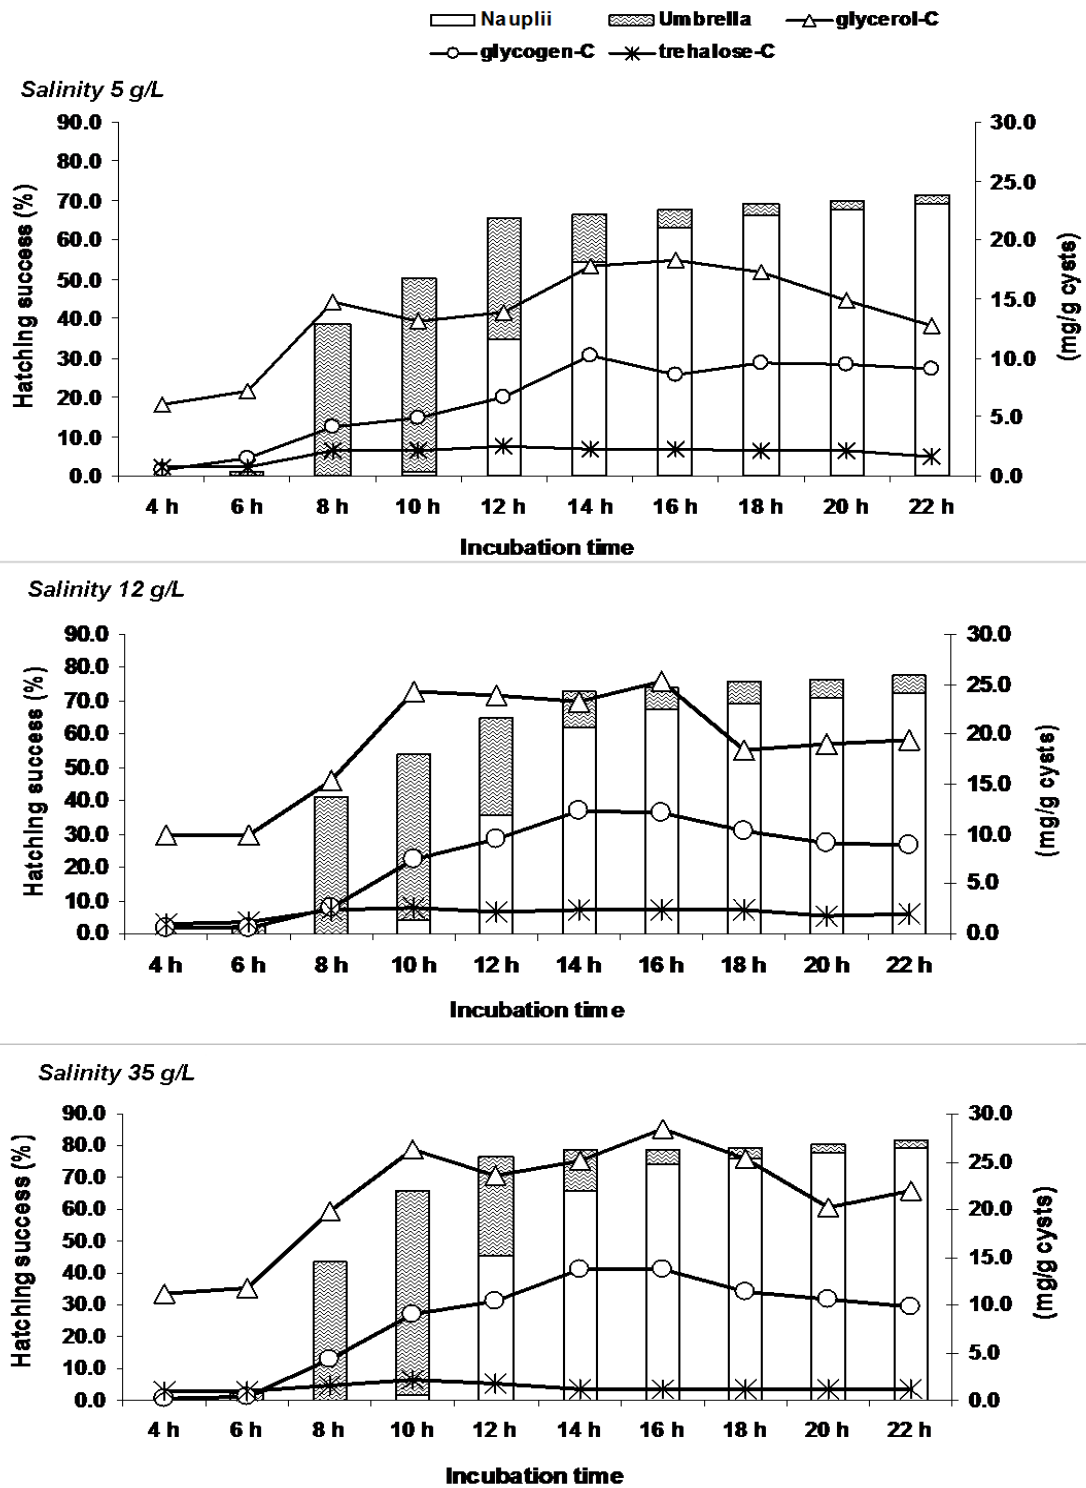 Nauplii Umbrella glycerol-C
glycogen-C trehalose-C
Salinity 5 g/L
90.0 30.0
80.0
70.0 25.0
60.0 20.0
50.0
40.0 15.0
30.0 10.0
20.0
10.0 5.0
0.0 0.0
Hatching success (%)
(mg/g cysts)
4 h 6 h 8 h 10 h 12 h 14 h 16 h 18 h 20 h 22 h
Incubation time
Salinity 12 g/L
90.0 30.0
80.0
70.0 25.0
60.0 20.0
50.0
40.0 15.0
30.0 10.0
20.0
10.0 5.0
0.0 0.0
Hatching success (%)
(mg/g cysts)
4 h 6 h 8 h 10 h 12 h 14 h 16 h 18 h 20 h 22 h
Incubation time
Salinity 35 g/L
90.0 30.0
80.0
70.0 25.0
60.0 20.0
50.0
40.0 15.0
30.0 10.0
20.0
10.0 5.0
0.0 0.0
Hatching success (%)
(mg/g cysts)
4 h 6 h 8 h 10 h 12 h 14 h 16 h 18 h 20 h 22 h
Incubation time